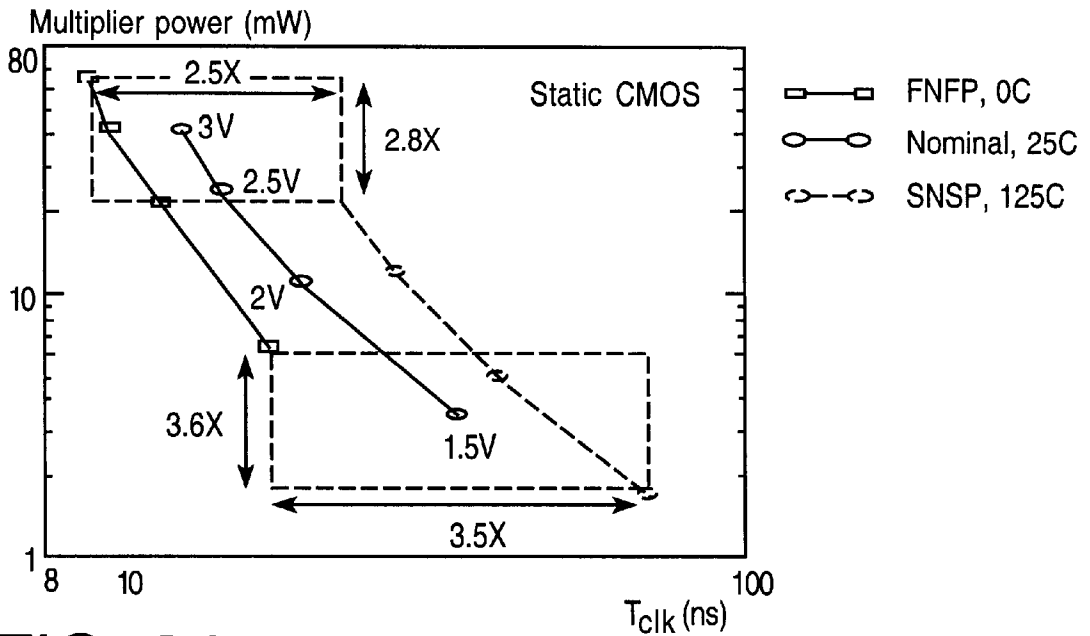 Multiplier power (mW)
80
2.5X
Static CMOS
FNFP, 0C
3V
2.8X
Nominal, 25C
2.5V
SNSP, 125C
10
2V
3.6X
1.5V
3.5X
1
8
10
100
Tclk (ns)